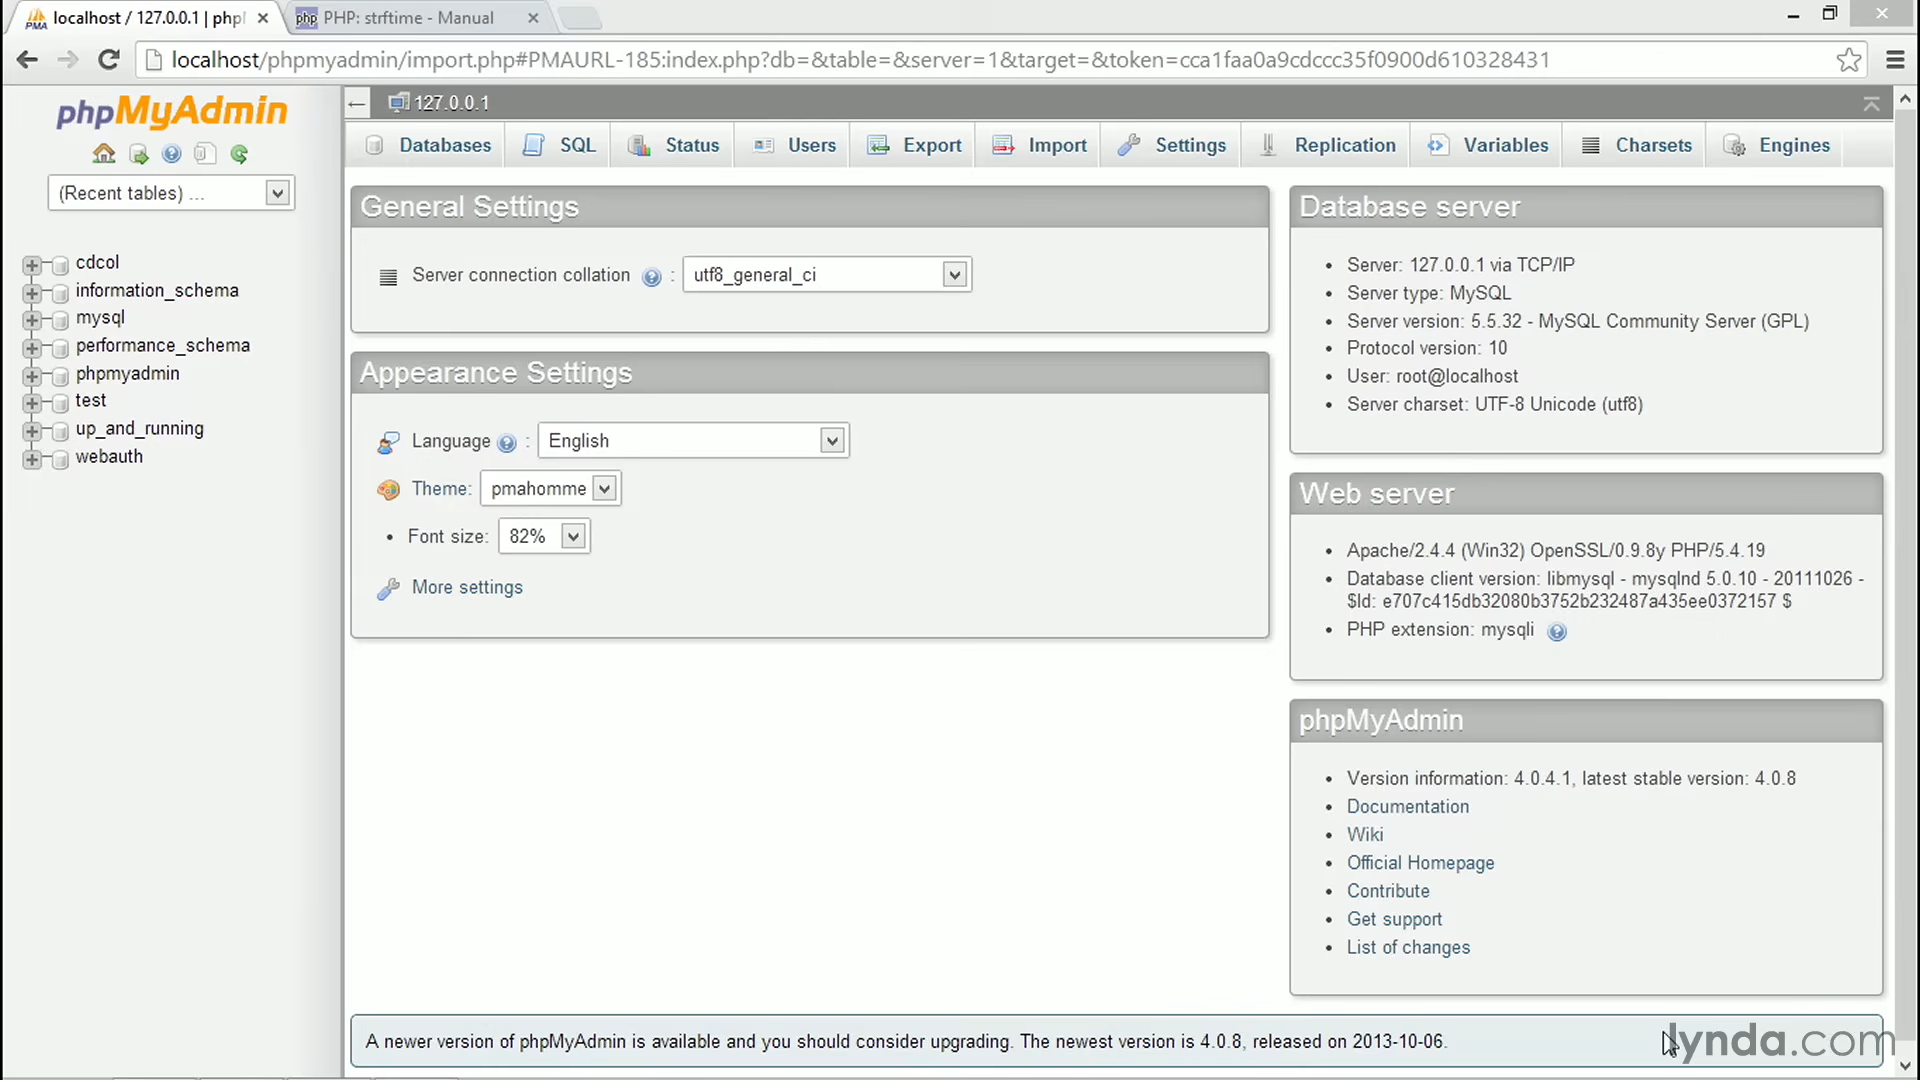 localhost / 127.0.0.1 | phpl
PHP: strftime - Manual
localhost/phpmyadmin/import.php#PMAURL-185:index.php?db=&table=&server=1&target=&token=cca1faa0a9cdccc35f0900d610328431
phpMyAdmin
127.0.0.1
Databases
SQL
Status
Users
Export
Import
Settings
Replication
Variables
Charsets
Engines
(Recent tables) ...
cdcol
information_schema
mysql
performance_schema
phpmyadmin
test
up_and_running
webauth
General Settings
Server connection collation : utf8_general_ci
Appearance Settings
Language : English
Theme: pmahomme
• Font size: 82%
More settings
Database server
• Server: 127.0.0.1 via TCP/IP
• Server type: MySQL
• Server version: 5.5.32 - MySQL Community Server (GPL)
• Protocol version: 10
• User: root@localhost
• Server charset: UTF-8 Unicode (utf8)
Web server
• Apache/2.4.4 (Win32) OpenSSL/0.9.8y PHP/5.4.19
• Database client version: libmysql - mysqlnd 5.0.10 - 20111026 -
$Id: e707c415db32080b3752b232487a435ee0372157 $
• PHP extension: mysqli
phpMyAdmin
• Version information: 4.0.4.1, latest stable version: 4.0.8
• Documentation
• Wiki
• Official Homepage
• Contribute
• Get support
• List of changes
A newer version of phpMyAdmin is available and you should consider upgrading. The newest version is 4.0.8, released on 2013-10-06.
lynda.com